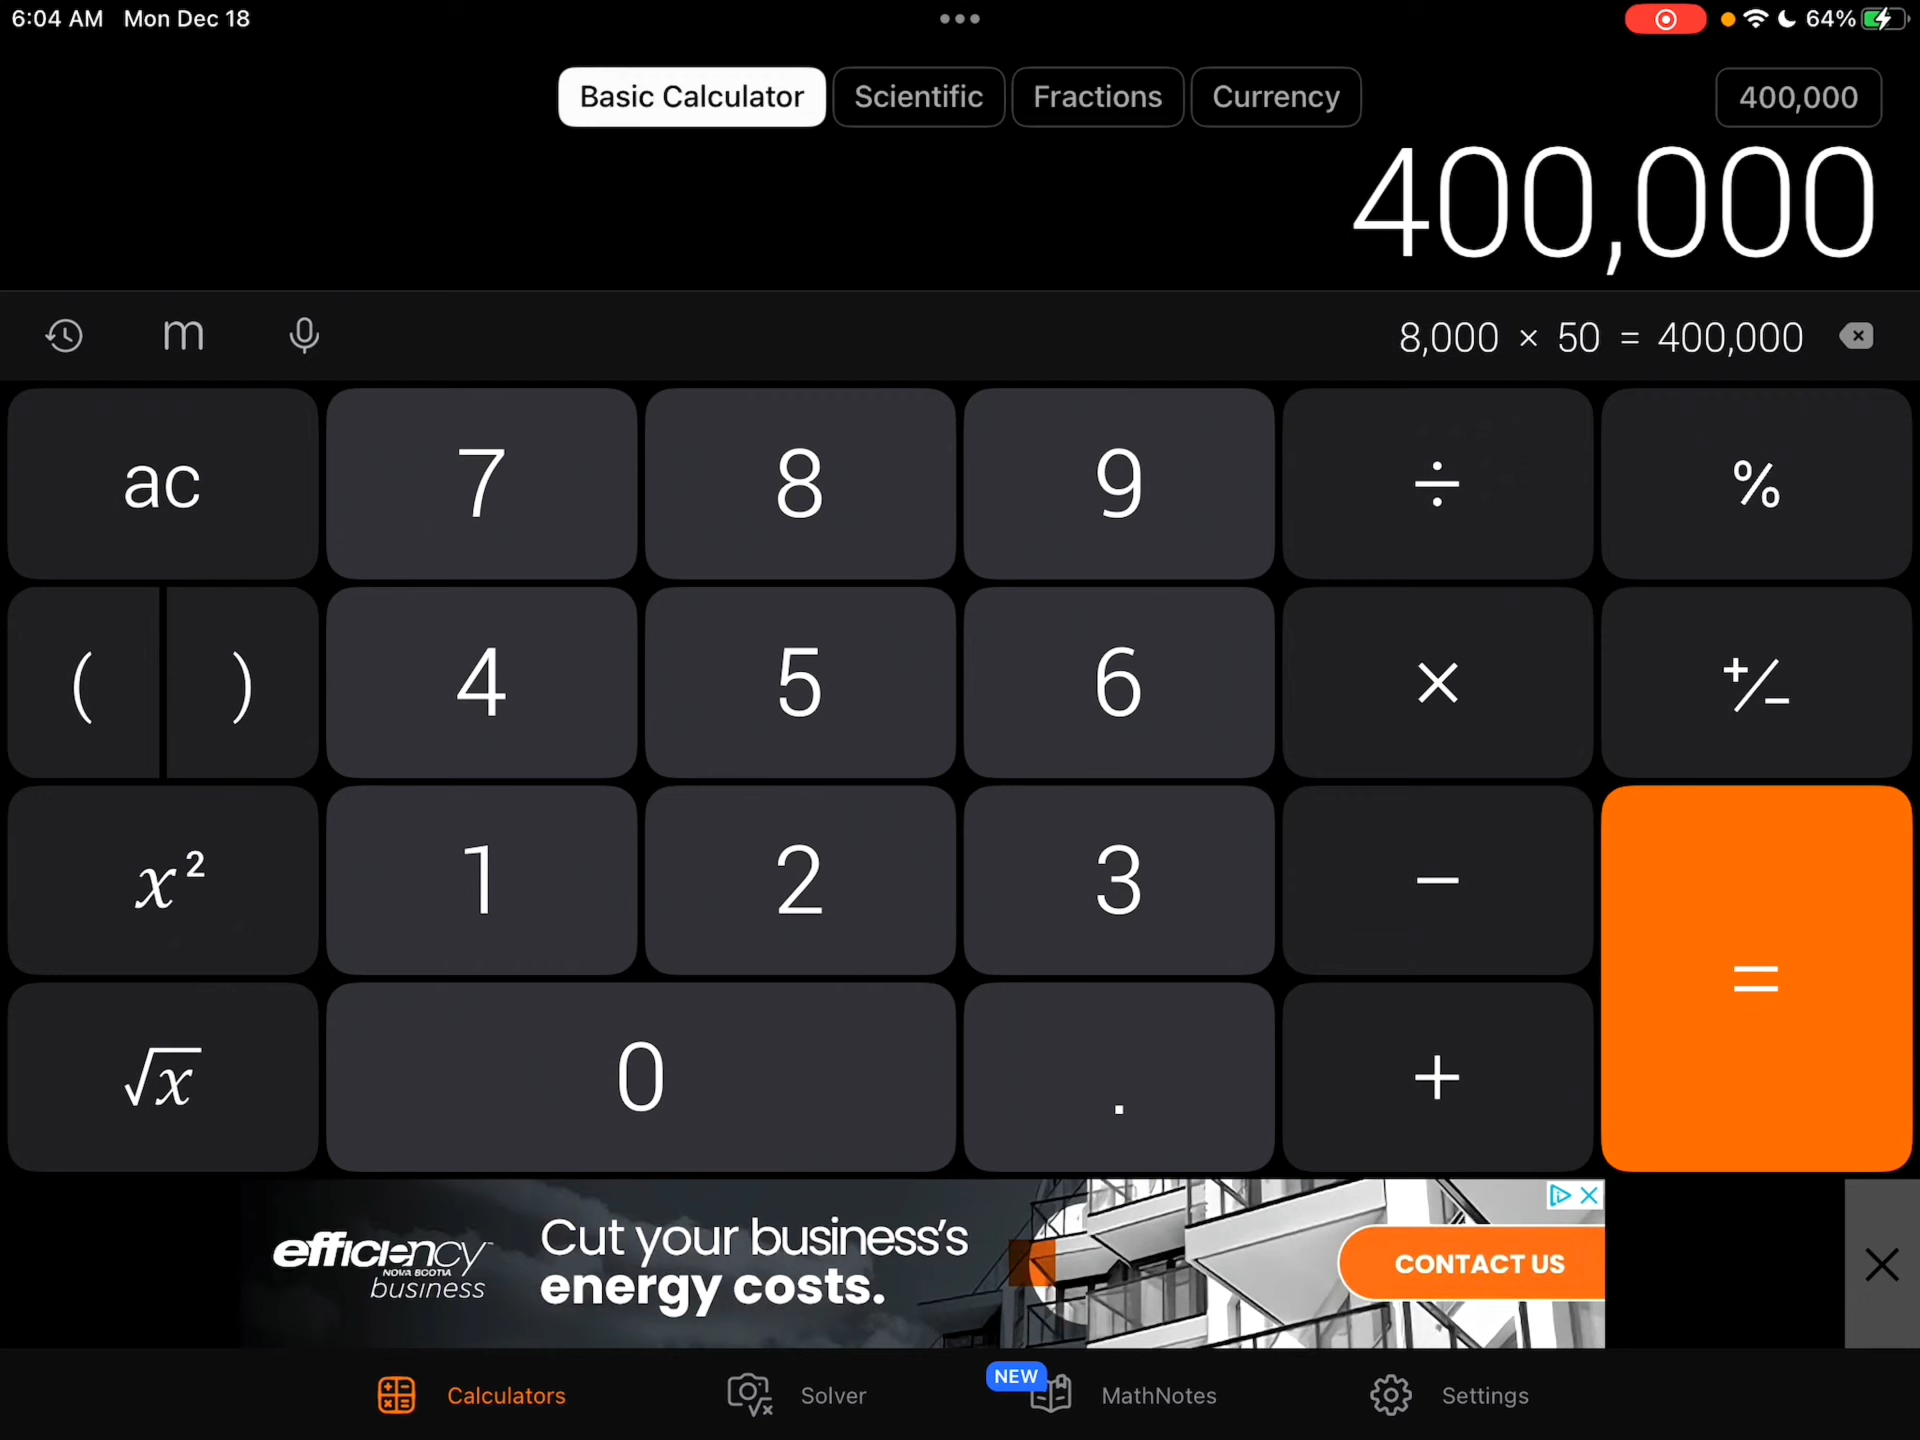 6:04 AM Mon Dec 18
64%
Basic Calculator Scientific Fractions Currency 400,000
400,000
m 8,000 × 50 = 400,000
ac 7 8 9 ÷ %
( ) 4 5 6 × +/−
x² 1 2 3 −
√x 0 . + =
efficiency
NOVA SCOTIA
business
Cut your business's
energy costs.
CONTACT US
Calculators Solver NEW MathNotes Settings